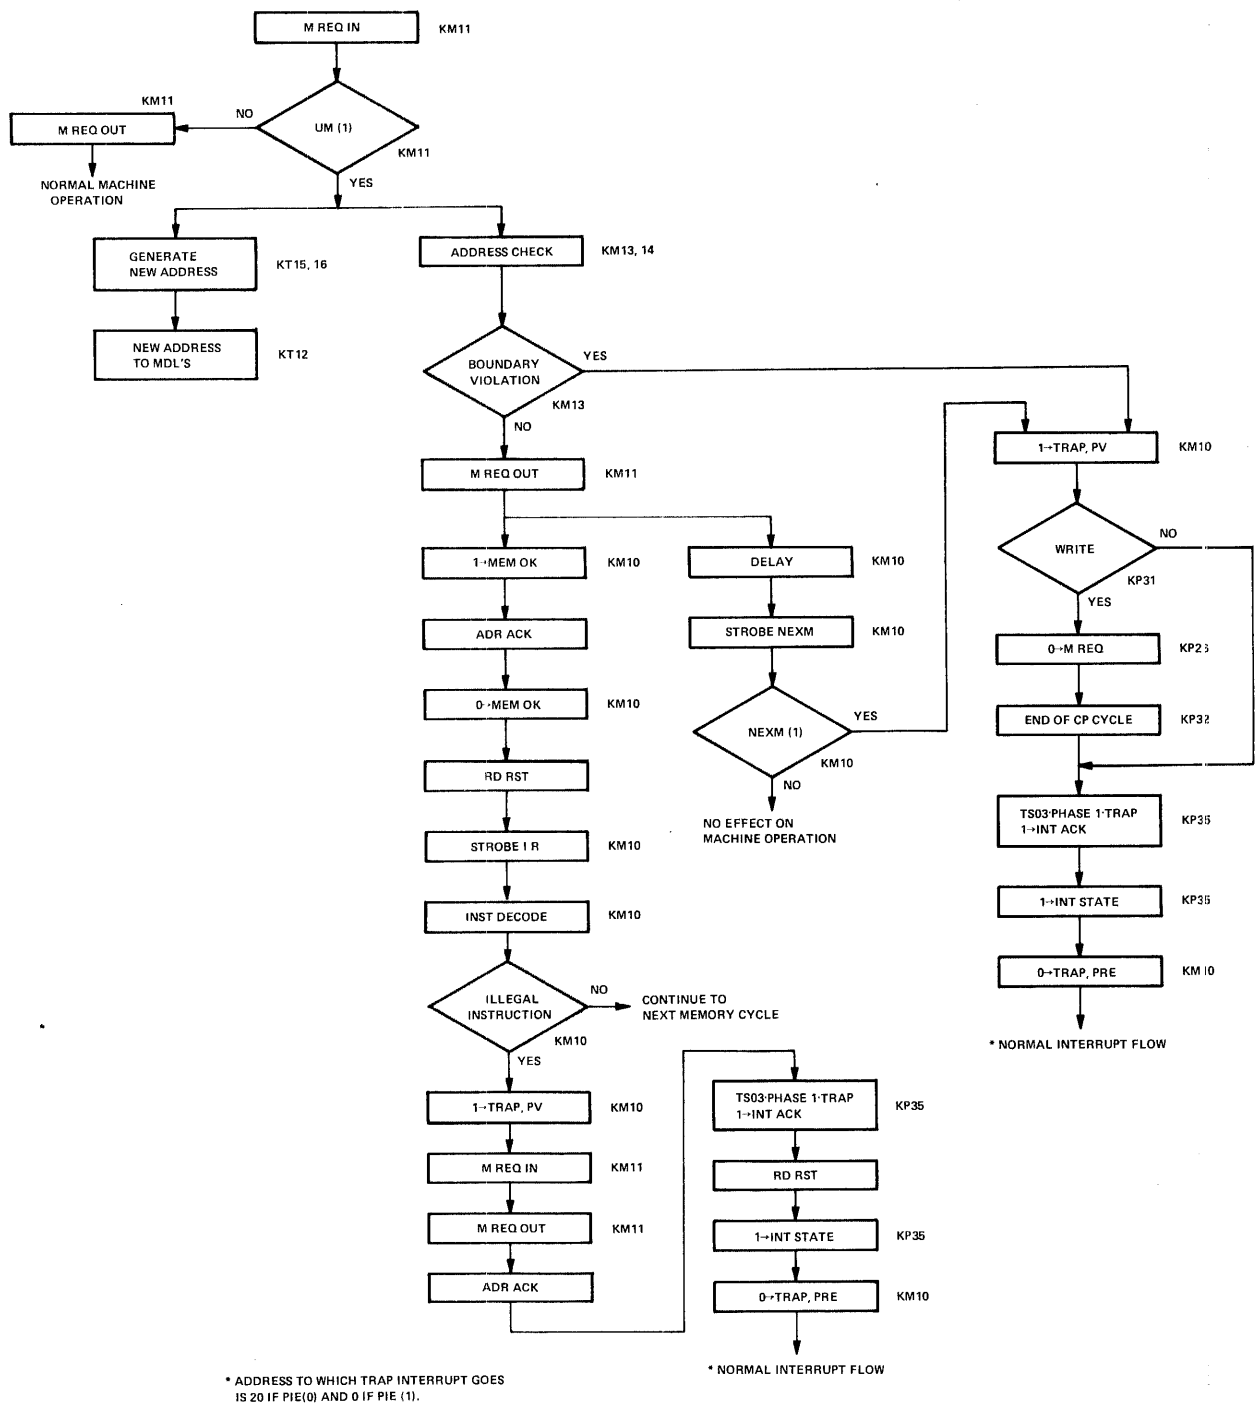 M REQ IN
KM11
UM (1)
KM11
NO
KM11
M REQ OUT
NORMAL MACHINE
OPERATION
YES
GENERATE
NEW ADDRESS
KT15, 16
NEW ADDRESS
TO MDL'S
KT12
ADDRESS CHECK
KM13, 14
BOUNDARY
VIOLATION
KM13
YES
NO
M REQ OUT
KM11
1→MEM OK
KM10
ADR ACK
0→MEM OK
KM10
RD RST
STROBE I R
KM10
INST DECODE
KM10
ILLEGAL
INSTRUCTION
KM10
NO
CONTINUE TO
NEXT MEMORY CYCLE
YES
1→TRAP, PV
KM10
M REQ IN
KM11
M REQ OUT
KM11
ADR ACK
DELAY
KM10
STROBE NEXM
KM10
NEXM (1)
KM10
YES
NO
NO EFFECT ON
MACHINE OPERATION
1→TRAP, PV
KM10
WRITE
KP31
NO
YES
0→M REQ
END OF CP CYCLE
KP32
TS03·PHASE 1·TRAP
1→INT ACK
KP35
1→INT STATE
KP35
0→TRAP, PRE
KM10
* NORMAL INTERRUPT FLOW
TS03·PHASE 1·TRAP
1→INT ACK
KP35
RD RST
1→INT STATE
KP35
0→TRAP, PRE
KM10
* NORMAL INTERRUPT FLOW
* ADDRESS TO WHICH TRAP INTERRUPT GOES
IS 20 IF PIE(0) AND 0 IF PIE (1).